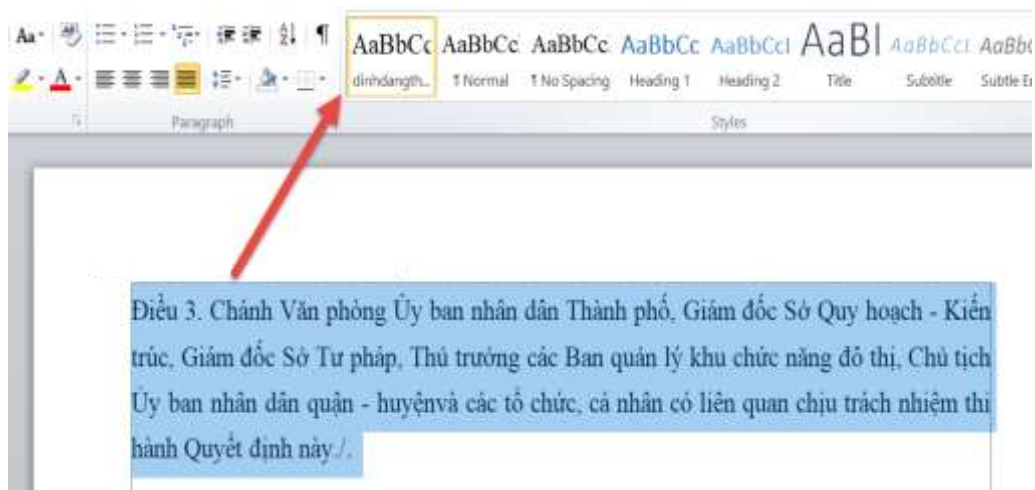 Aa
AaBbCc AaBbCc AaBbCc AaBbCc AaBbCcI AaBl AaBbCcI AaBbC
A
dinhdangth... ¶ Normal ¶ No Spacing Heading 1 Heading 2 Title Subtitle Subtle E
Paragraph Styles
Điều 3. Chánh Văn phòng Ủy ban nhân dân Thành phố, Giám đốc Sở Quy hoạch - Kiến
trúc, Giám đốc Sở Tư pháp, Thủ trưởng các Ban quản lý khu chức năng đô thị, Chủ tịch
Ủy ban nhân dân quận - huyệnvà các tổ chức, cá nhân có liên quan chịu trách nhiệm thi
hành Quyết định này./.